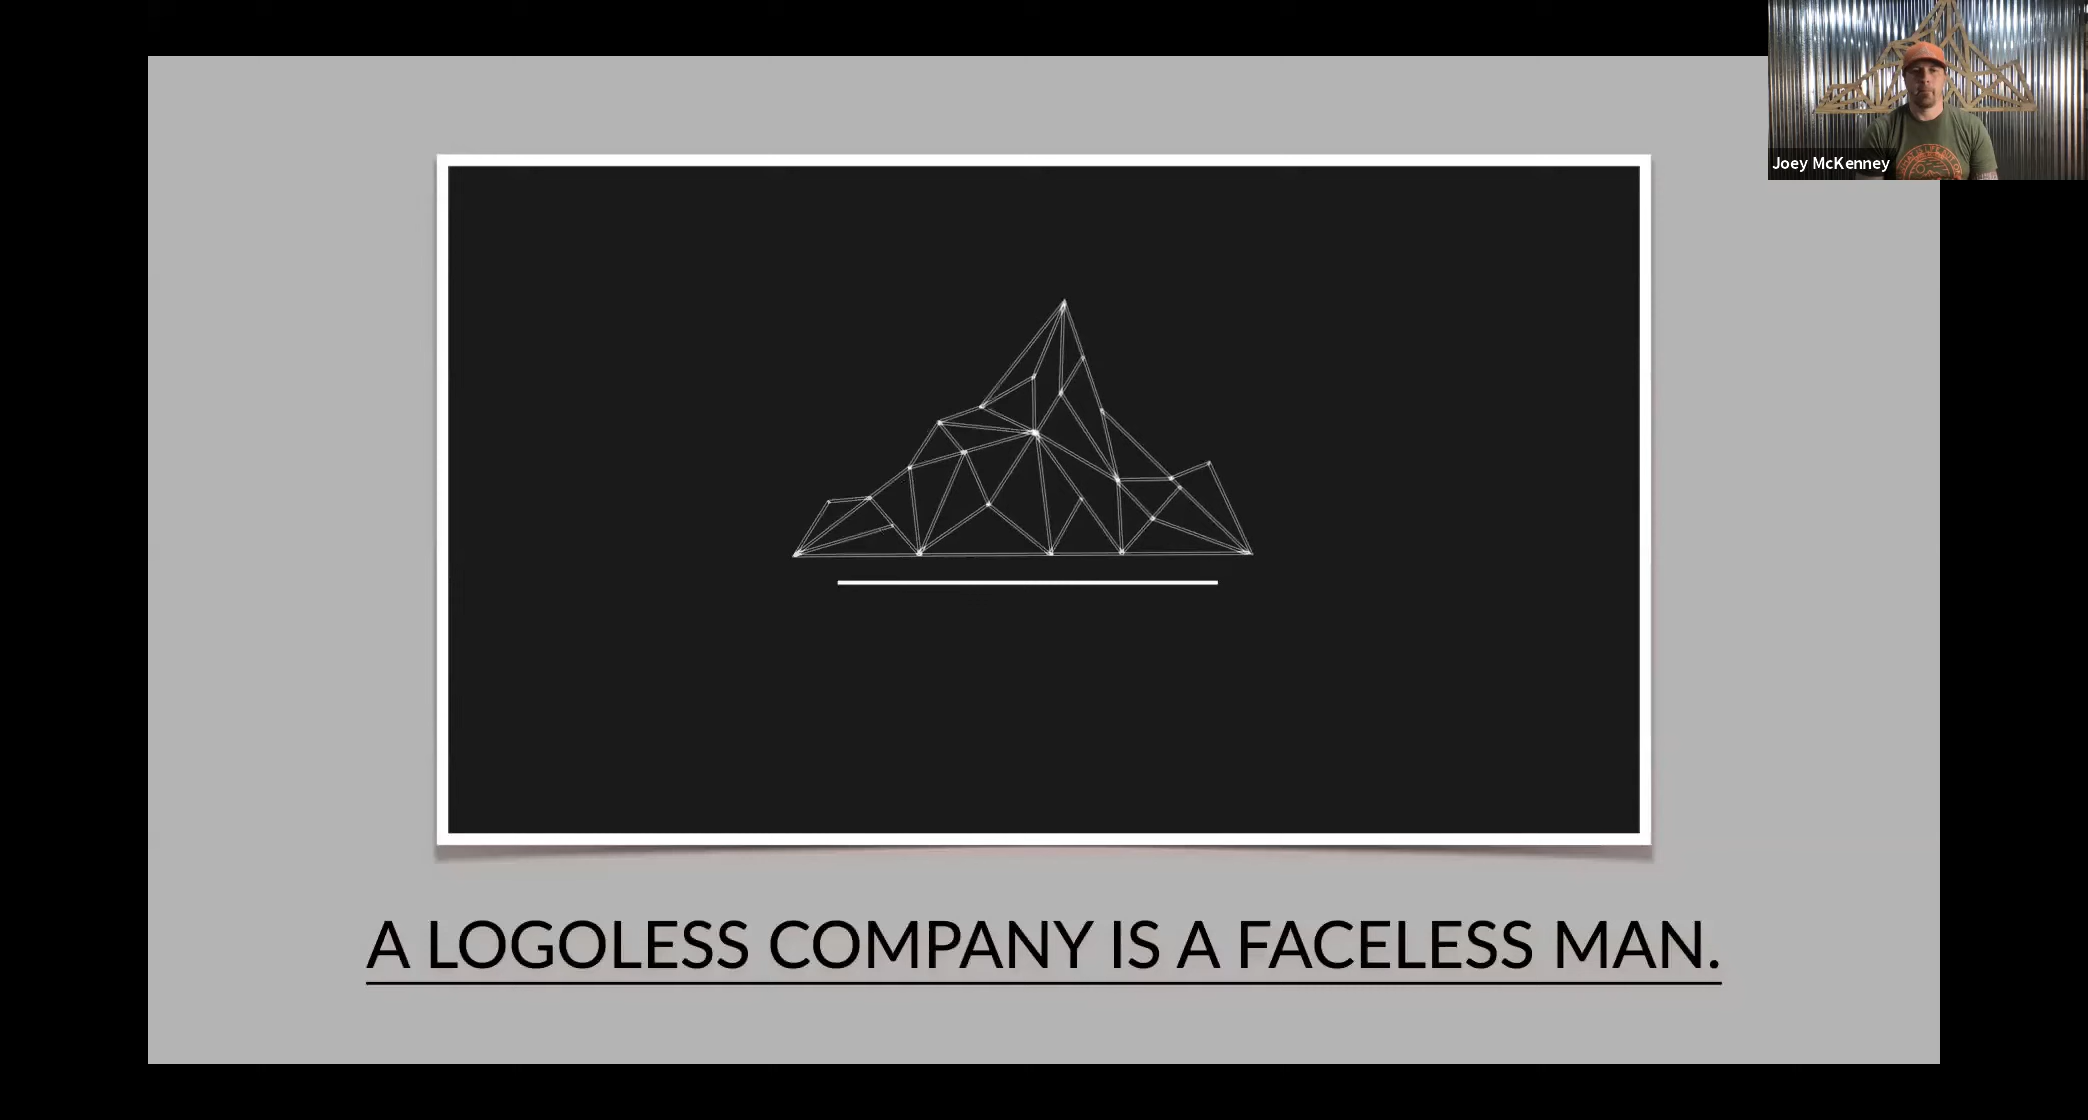 Joey McKenney
A LOGOLESS COMPANY IS A FACELESS MAN.